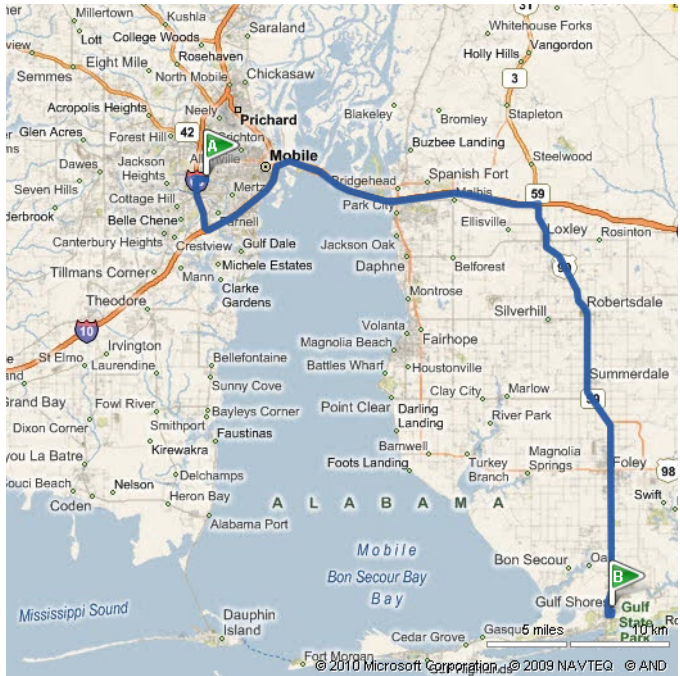 31
Millertown
Kushla
Whitehouse Forks
Lott
College Woods
Saraland
Vangordon
Rosehaven
Holly Hills
Eight Mile
Semmes
Chickasaw
North Mobile
3
Acropolis Heights
Neely
Blakeley
Stapleton
Prichard
Bromley
Glen Acres
Forest Hill
42
Buzbee Landing
A
Dawes
Jackson
Heights
Mobile
Steelwood
Bridgehead
Spanish Fort
Seven Hills
Cottage Hill
Mertz
Malbis
59
Belle Chene
Park City
Loxley
Canterbury Heights
Ellisville
Rosinton
Crestview
Gulf Dale
Jackson Oak
Tillmans Corner
Michele Estates
Daphne
Belforest
Mann
Clarke
Gardens
Theodore
Montrose
Robertsdale
Silverhill
10
Volanta
Irvington
Fairhope
St Elmo
Bellefontaine
Magnolia Beach
Laurendine
Battles Wharf
Houstonville
Summerdale
Sunny Cove
Clay City
Marlow
Fowl River
Bayleys Corner
Point Clear
Darling
Landing
River Park
Dixon Corner
Smithport
Faustinas
Kirewakra
Barnwell
Magnolia
Springs
Foley
Foots Landing
Turkey
Branch
98
Delchamps
Nelson
Swift
Coden
Heron Bay
ALABAMA
Alabama Port
Mobile
Bon Secour
Bon Secour Bay
B
Bay
Gulf Shores
Gulf
State
Park
Mississippi Sound
Dauphin
Island
5 miles
10 km
Cedar Grove
Fort Morgan
© 2010 Microsoft Corporation © 2009 NAVTEQ © AND